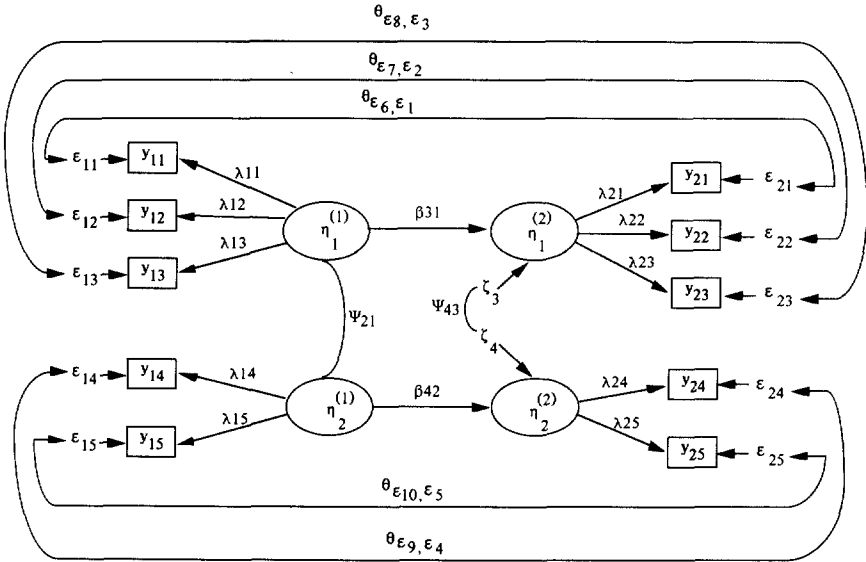 θε8, ε3
θε7, ε2
θε6, ε1
ε11 y11 λ11 λ21 y21 ε21
ε12 y12 λ12 η1(1) β31 η1(2) λ22 y22 ε22
ε13 y13 λ13 λ23 y23 ε23
Ψ21 Ψ43 ζ3
ζ4
ε14 y14 λ14 λ24 y24 ε24
η2(1) β42 η2(2)
ε15 y15 λ15 λ25 y25 ε25
θε10, ε5
θε9, ε4